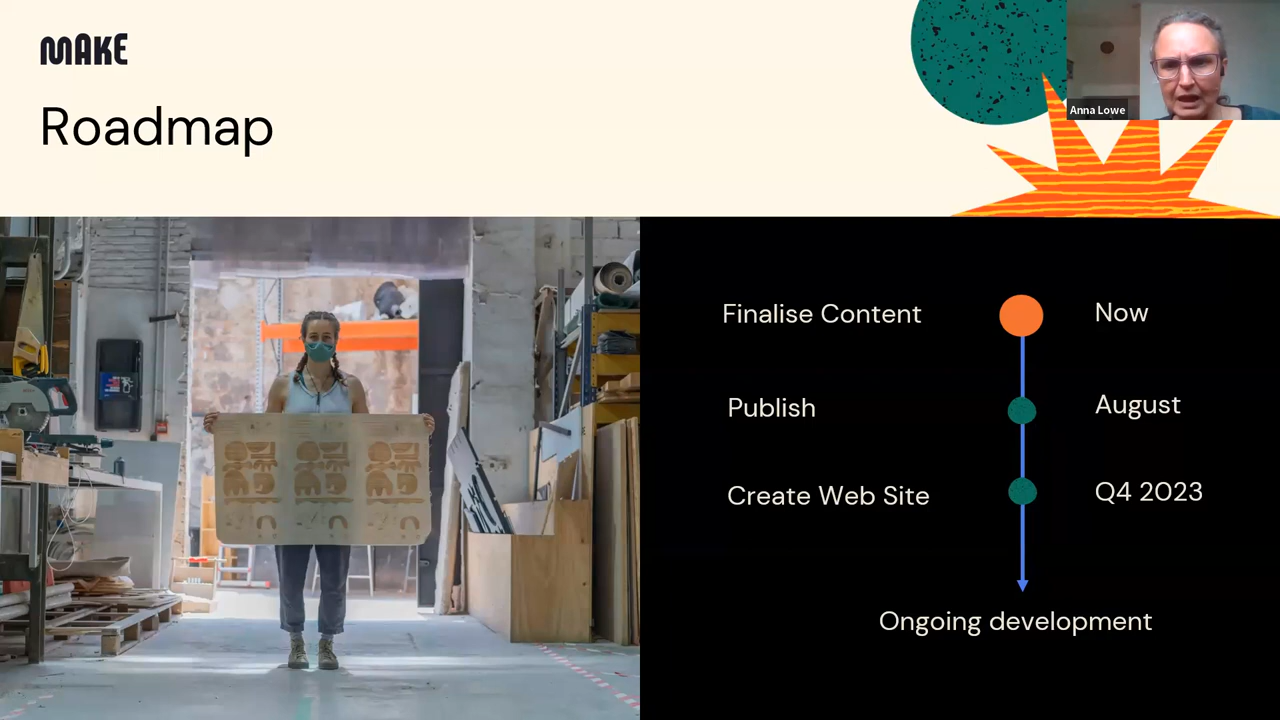 MAKE
Roadmap
Anna Lowe
Finalise Content
Now
Publish
August
Create Web Site
Q4 2023
Ongoing development